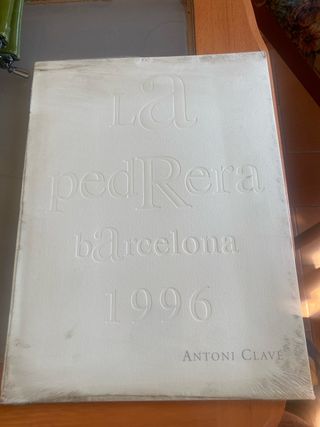 La
pedRera
bArcelona
1996
ANTONI CLAVÉ